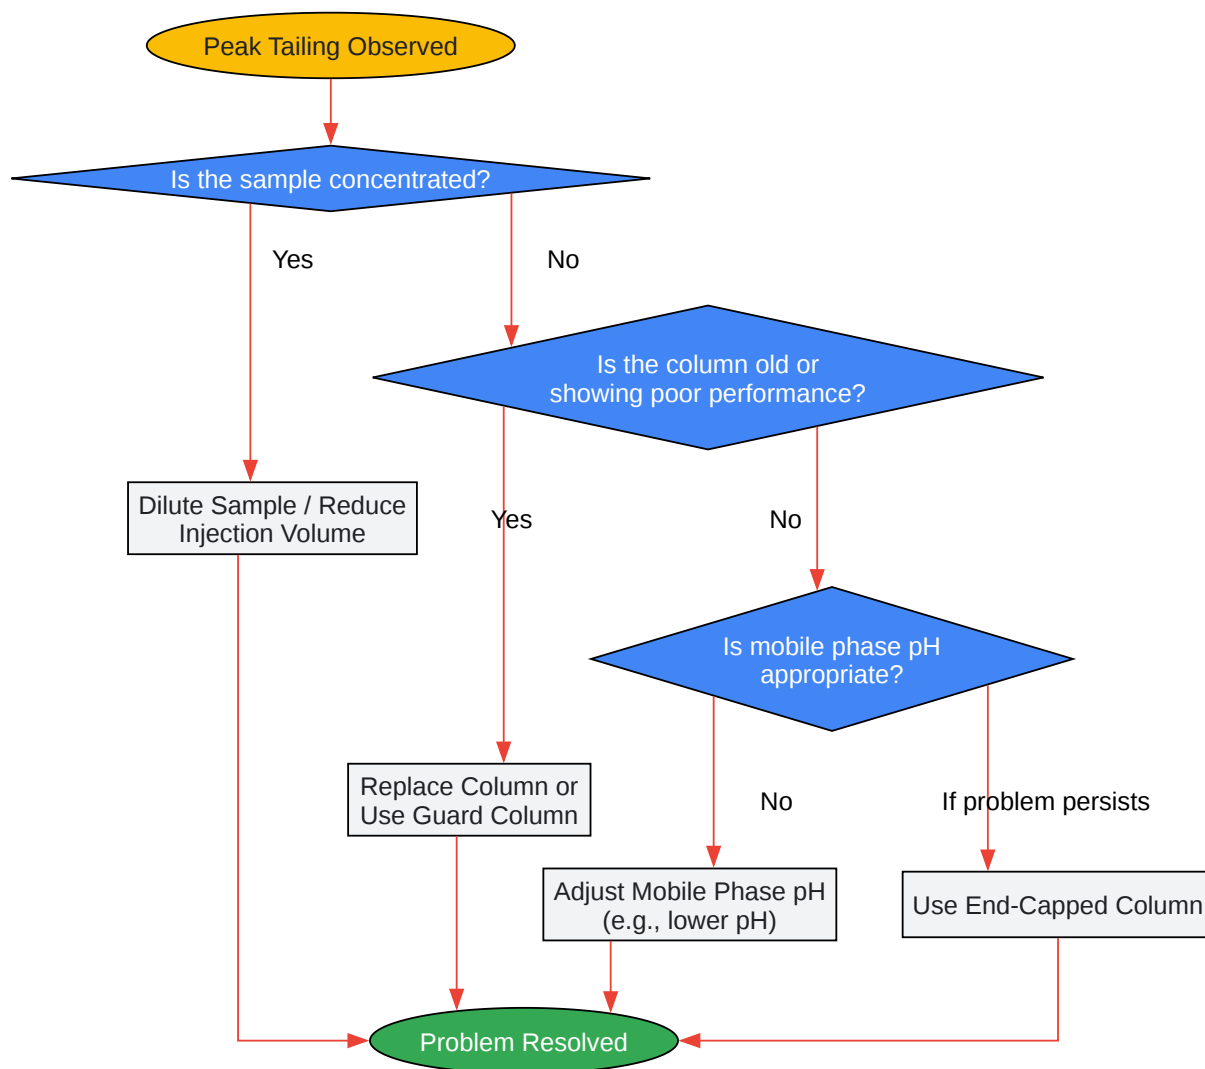 Peak Tailing Observed
Is the sample concentrated?
Yes
No
Is the column old or
showing poor performance?
Dilute Sample / Reduce
Injection Volume
Yes
No
Is mobile phase pH
appropriate?
Replace Column or
Use Guard Column
No
If problem persists
Adjust Mobile Phase pH
(e.g., lower pH)
Use End-Capped Column
Problem Resolved